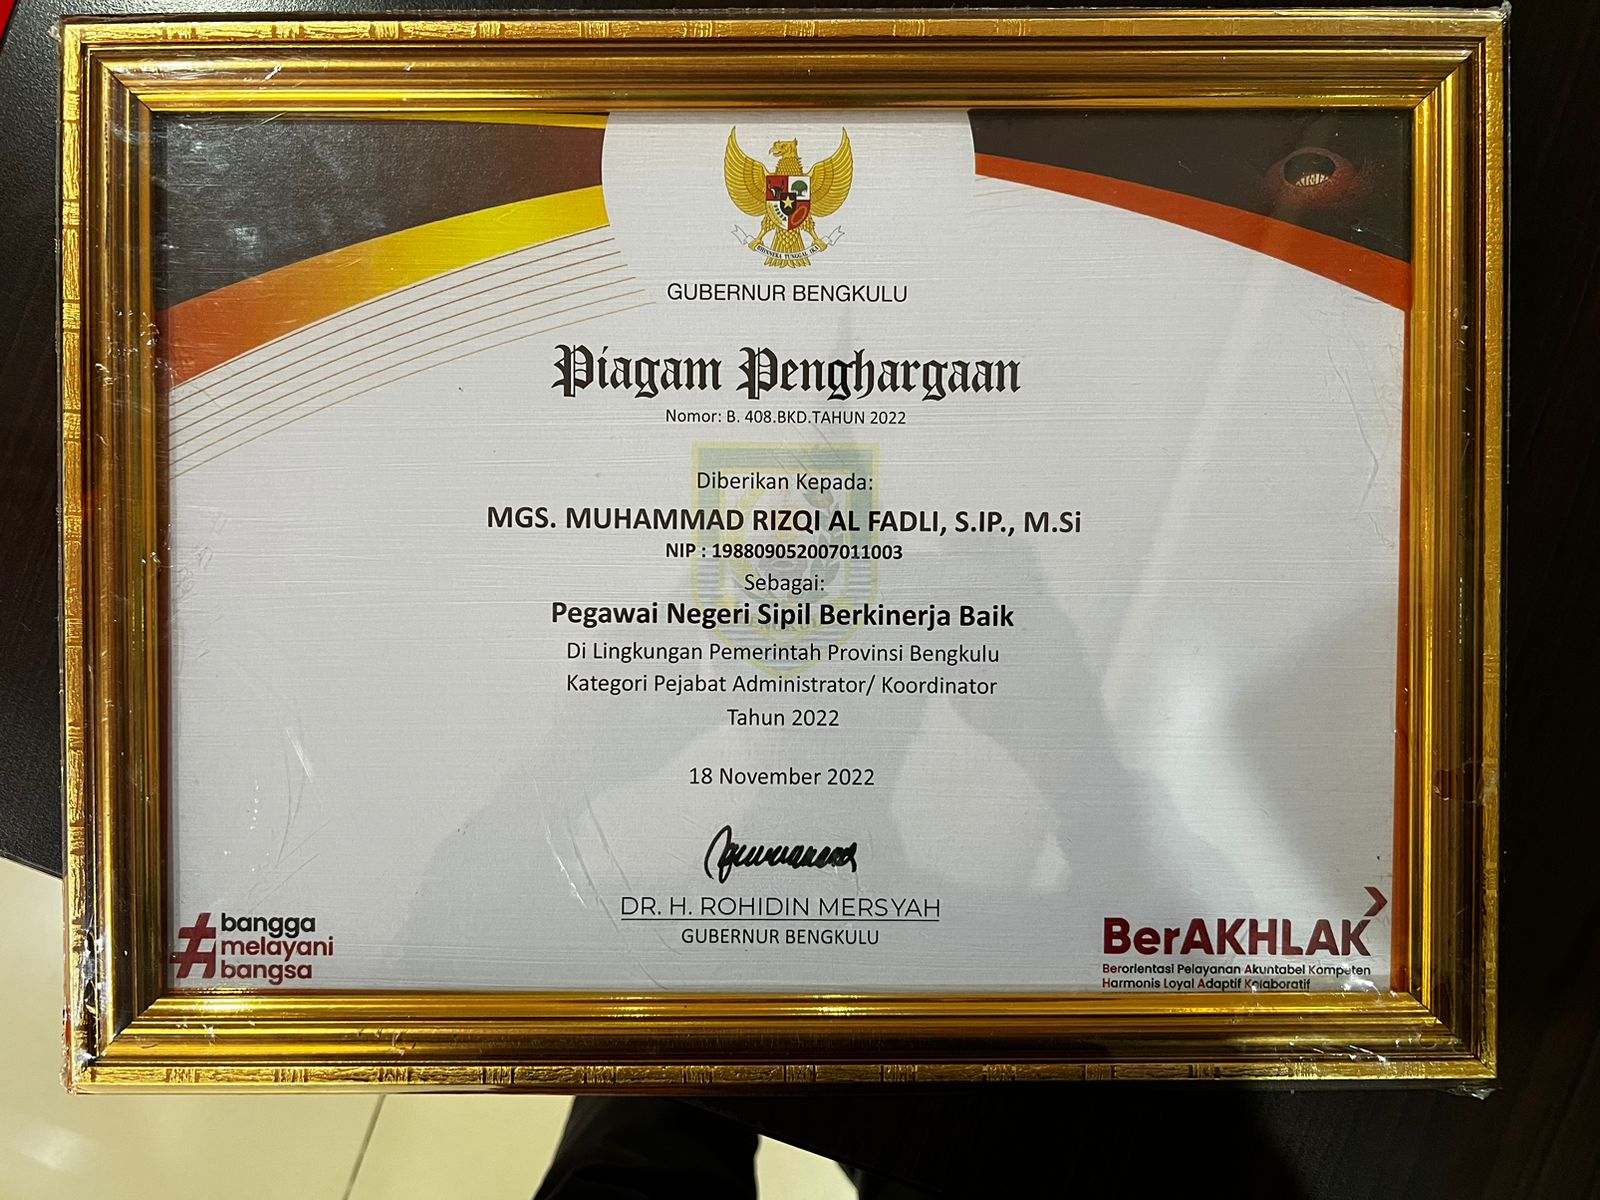 BHINNEKA TUNGGAL IKA
GUBERNUR BENGKULU
Piagam Penghargaan
Nomor: B. 408.BKD.TAHUN 2022
Diberikan Kepada:
MGS. MUHAMMAD RIZQI AL FADLI, S.IP., M.Si
NIP : 198809052007011003
Sebagai:
Pegawai Negeri Sipil Berkinerja Baik
Di Lingkungan Pemerintah Provinsi Bengkulu
Kategori Pejabat Administrator/ Koordinator
Tahun 2022
18 November 2022
DR. H. ROHIDIN MERSYAH
GUBERNUR BENGKULU
#bangga
melayani
bangsa
BerAKHLAK
Berorientasi Pelayanan Akuntabel Kompeten
Harmonis Loyal Adaptif Kolaboratif